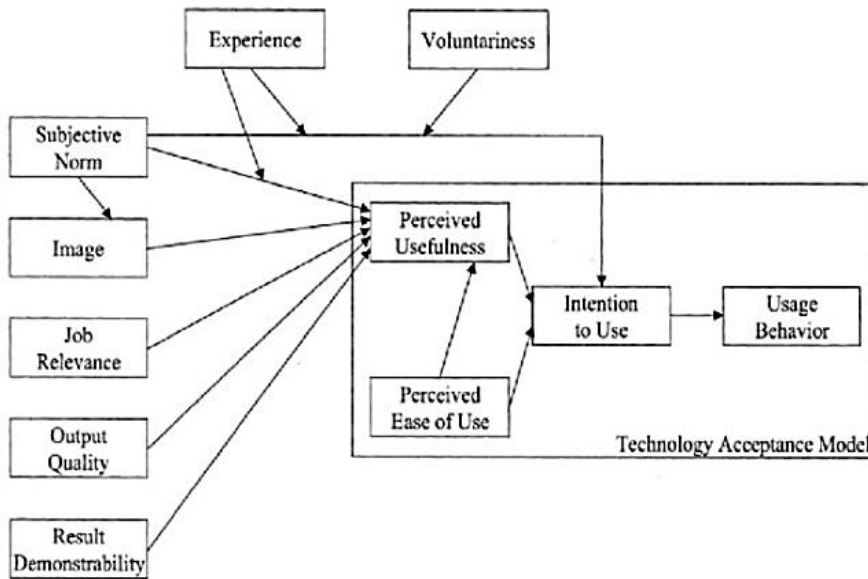 Experience
Voluntariness
Subjective
Norm
Image
Job
Relevance
Output
Quality
Result
Demonstrability
Perceived
Usefulness
Perceived
Ease of Use
Intention
to Use
Usage
Behavior
Technology Acceptance Model